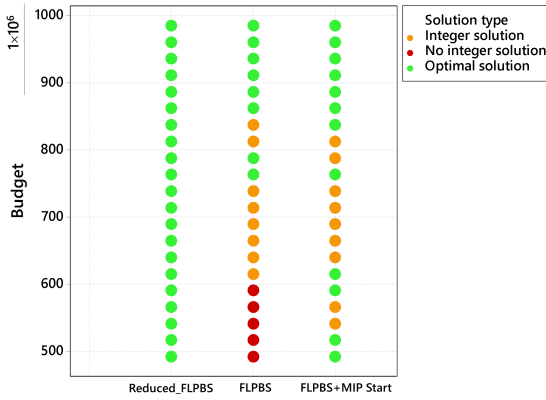 1×10⁶
Budget
1000
900
800
700
600
500
Reduced_FLPBS
FLPBS
FLPBS+MIP Start
Solution type
Integer solution
No integer solution
Optimal solution